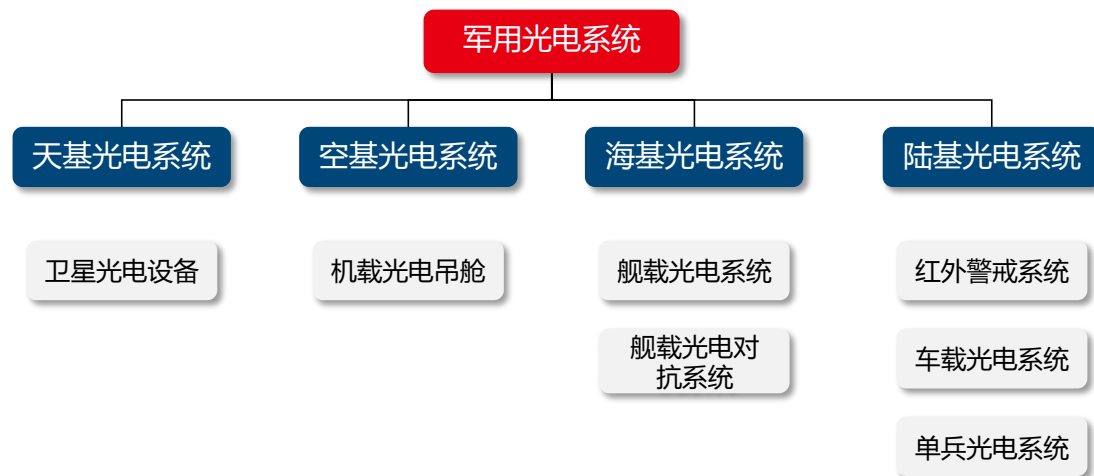 军用光电系统
天基光电系统
空基光电系统
海基光电系统
陆基光电系统
卫星光电设备
机载光电吊舱
舰载光电系统
红外警戒系统
舰载光电对
抗系统
车载光电系统
单兵光电系统